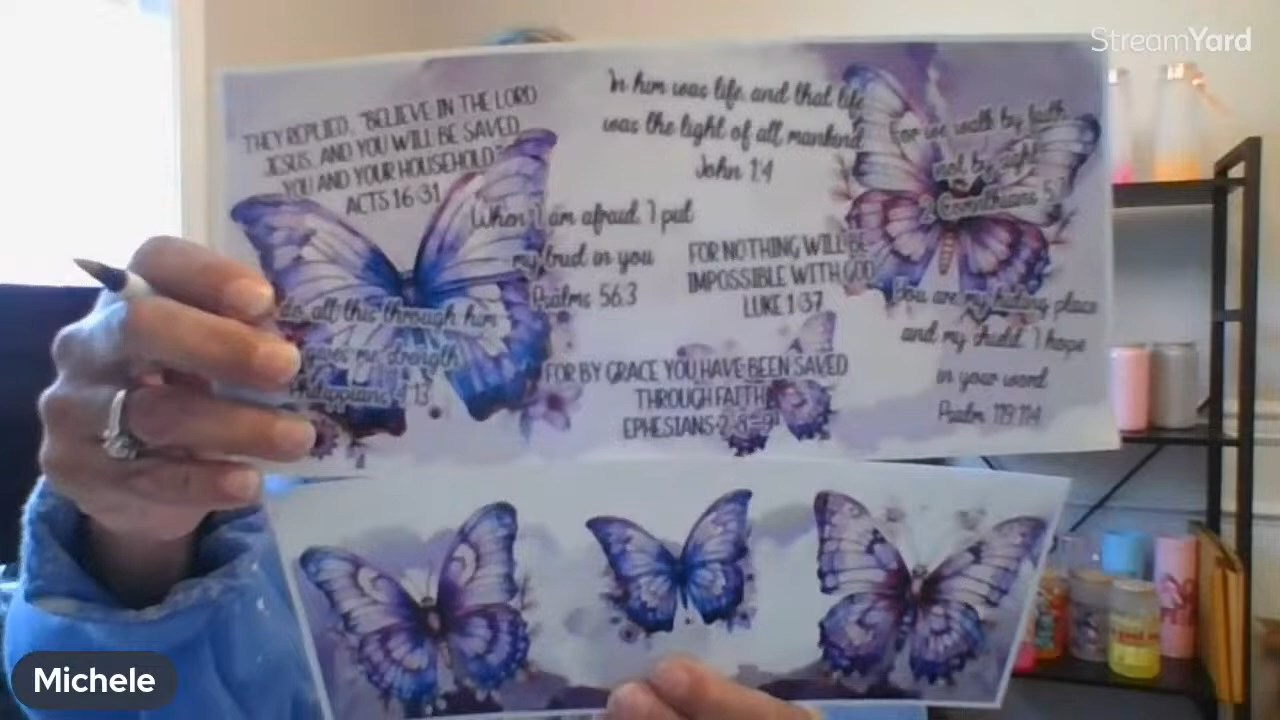 StreamYard
THEY REPLIED, "BELIEVE IN THE LORD
JESUS, AND YOU WILL BE SAVED
YOU AND YOUR HOUSEHOLD."
ACTS 16:31
In him was life, and that life
was the light of all mankind
John 1:4
For we walk by faith
not by sight
2 Corinthians 5:
When I am afraid, I put
my trust in you
Psalms 56:3
FOR NOTHING WILL BE
IMPOSSIBLE WITH GOD
LUKE 1:37
do all this through him
gives me strength
Philippians 4:13
FOR BY GRACE YOU HAVE BEEN SAVED
THROUGH FAITH
EPHESIANS 2:8-9
You are my hiding place
and my shield. I hope
in your word
Psalm 119:114
Michele